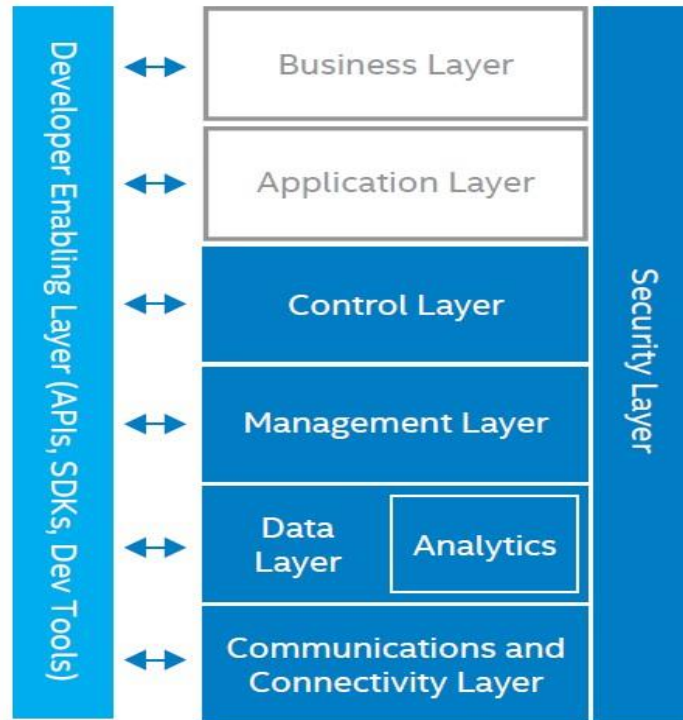 Developer Enabling Layer (APIs, SDKs, Dev Tools)
Business Layer
Application Layer
Control Layer
Management Layer
Data
Layer
Analytics
Communications and
Connectivity Layer
Security Layer